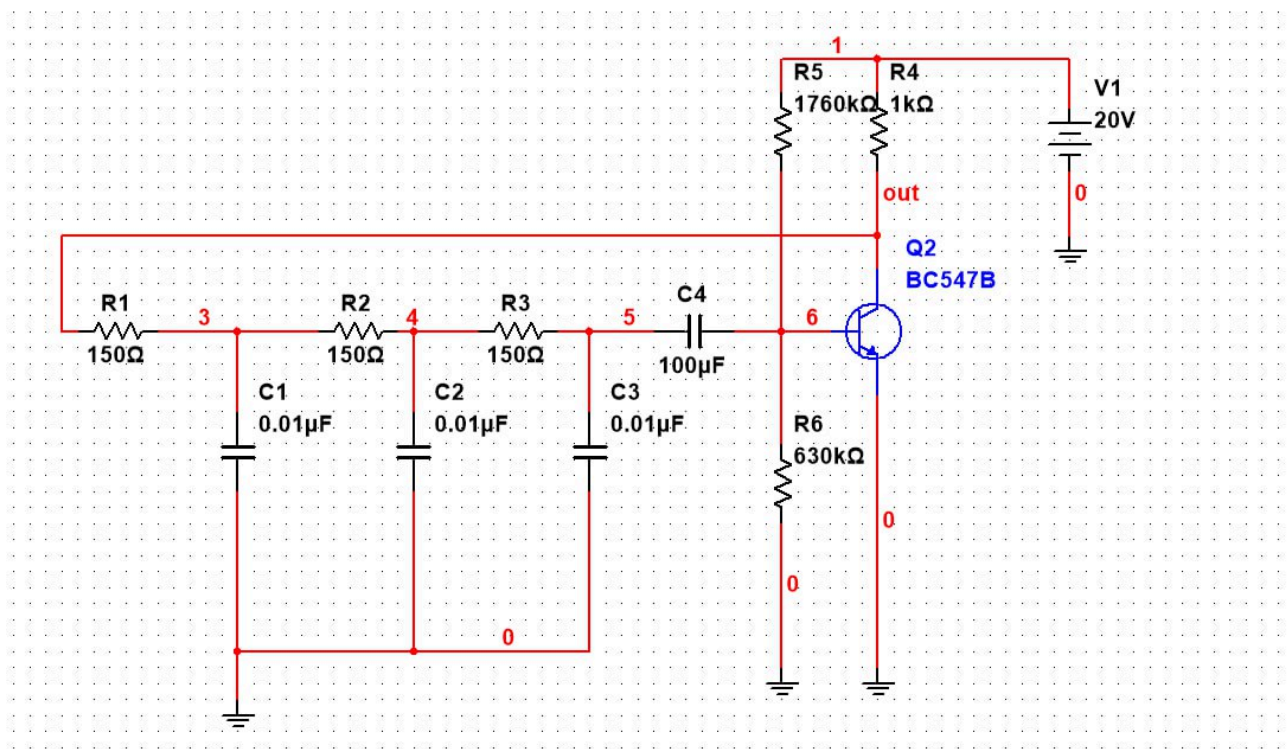 1
R5
1760kΩ
R4
1kΩ
V1
20V
out
0
Q2
BC547B
R1
150Ω
3
R2
150Ω
4
R3
150Ω
5
C4
100µF
6
C1
0.01µF
C2
0.01µF
C3
0.01µF
R6
630kΩ
0
0
0